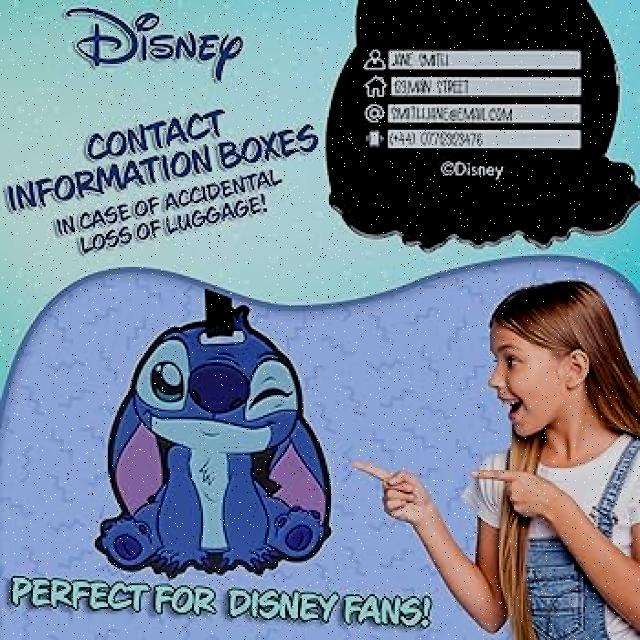 Disney
CONTACT
INFORMATION BOXES
IN CASE OF ACCIDENTAL
LOSS OF LUGGAGE!
JANE SMITH
MAIN STREET
SMITHJANE@EMAIL.COM
(+44)
©Disney
PERFECT FOR DISNEY FANS!